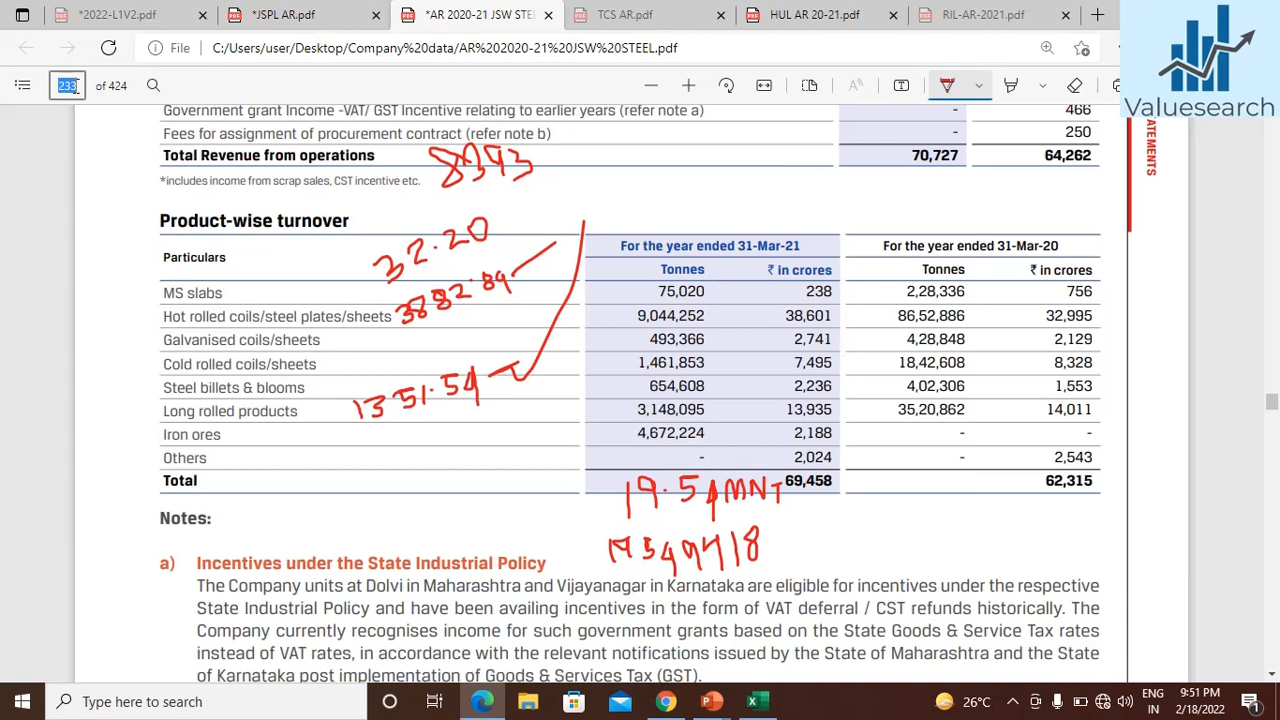 *2022-L1V2.pdf
*JSPL AR.pdf
*AR 2020-21 JSW STEE
TCS AR.pdf
HUL AR 20-21.pdf
RIL-AR-2021.pdf
File
C:/Users/user/Desktop/Company%20data/AR%202020-21%20JSW%20STEEL.pdf
233 of 424
Valuesearch
Government grant Income -VAT/ GST Incentive relating to earlier years (refer note a) - 466
Fees for assignment of procurement contract (refer note b) - 250
Total Revenue from operations 70,727 64,262
8393
*includes income from scrap sales, CST incentive etc.
ATEMENTS
Product-wise turnover
32.20
Particulars For the year ended 31-Mar-21 For the year ended 31-Mar-20
Tonnes ₹ in crores Tonnes ₹ in crores
3882.89
MS slabs 75,020 238 2,28,336 756
Hot rolled coils/steel plates/sheets 9,044,252 38,601 86,52,886 32,995
Galvanised coils/sheets 493,366 2,741 4,28,848 2,129
Cold rolled coils/sheets 1,461,853 7,495 18,42,608 8,328
Steel billets & blooms 654,608 2,236 4,02,306 1,553
1351.54
Long rolled products 3,148,095 13,935 35,20,862 14,011
Iron ores 4,672,224 2,188 - -
Others - 2,024 - 2,543
Total 69,458 62,315
19.54 MNT
19549418
Notes:
a) Incentives under the State Industrial Policy
The Company units at Dolvi in Maharashtra and Vijayanagar in Karnataka are eligible for incentives under the respective
State Industrial Policy and have been availing incentives in the form of VAT deferral / CST refunds historically. The
Company currently recognises income for such government grants based on the State Goods & Service Tax rates
instead of VAT rates, in accordance with the relevant notifications issued by the State of Maharashtra and the State
of Karnataka post implementation of Goods & Services Tax (GST).
Type here to search
26°C
ENG
IN
9:51 PM
2/18/2022